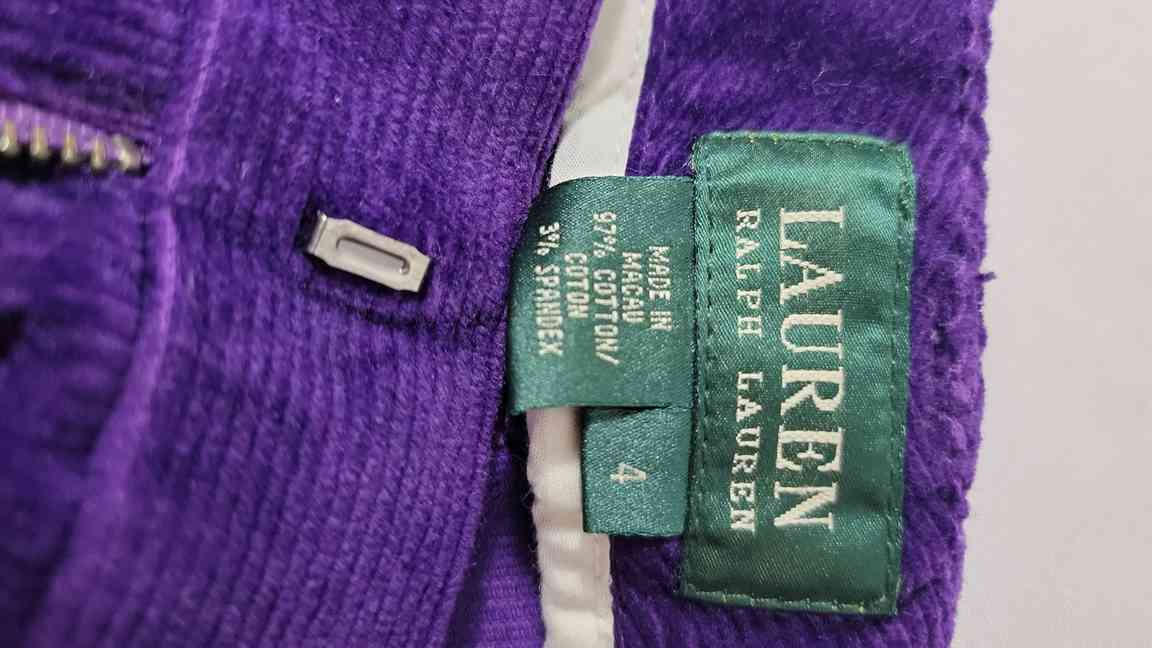 LAUREN
RALPH LAUREN
MADE IN
MACAU
97% COTTON/
COTON
3% SPANDEX
4